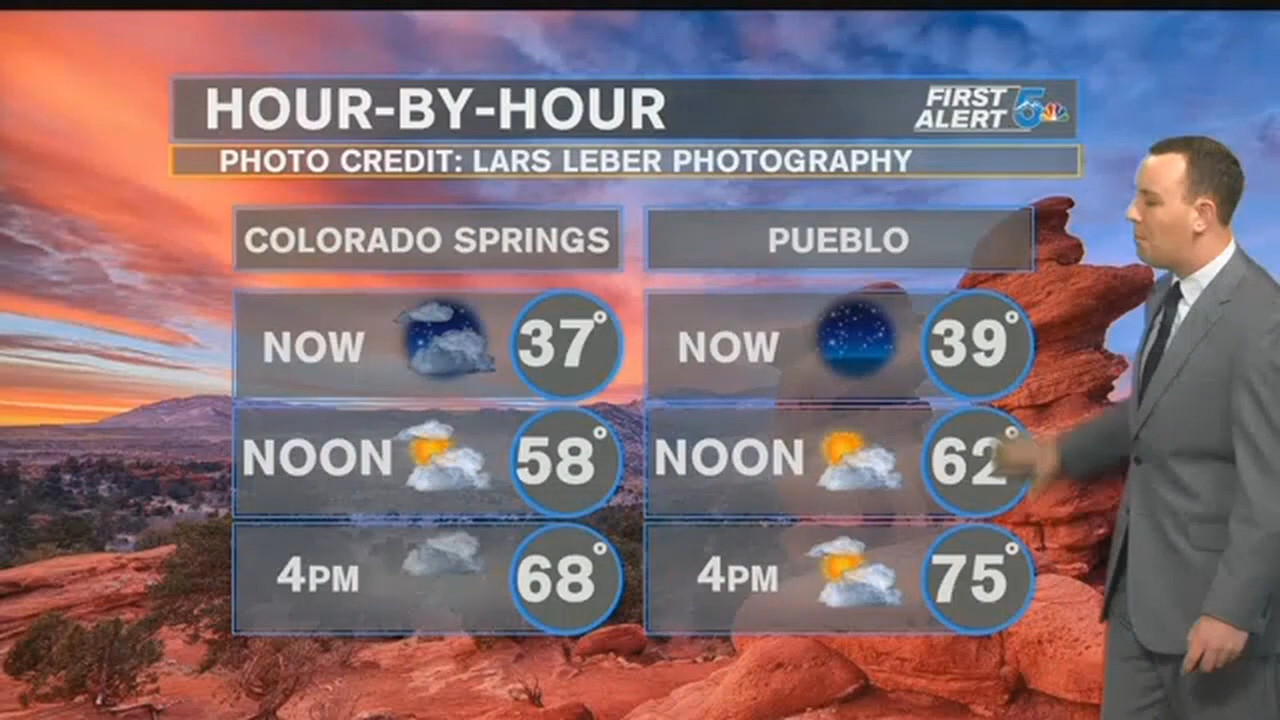 HOUR-BY-HOUR
FIRST
ALERT 5
PHOTO CREDIT: LARS LEBER PHOTOGRAPHY
COLORADO SPRINGS
NOW 37°
NOON 58°
4PM 68°
PUEBLO
NOW 39°
NOON 62°
4PM 75°